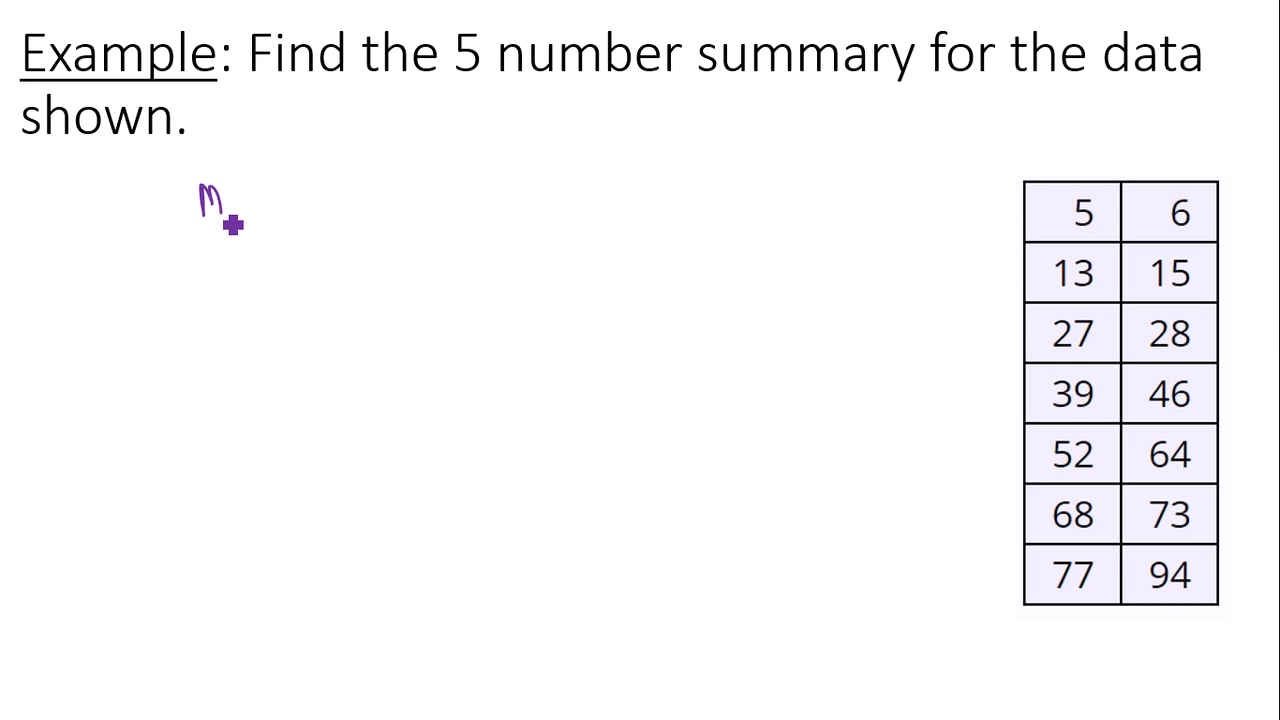 Example: Find the 5 number summary for the data
shown.
m
5 6
13 15
27 28
39 46
52 64
68 73
77 94